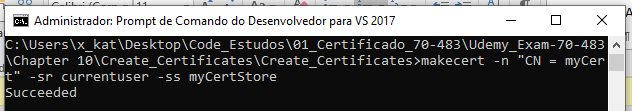 Administrador: Prompt de Comando do Desenvolvedor para VS 2017
C:\Users\x_kat\Desktop\Code_Estudos\01_Certificado_70-483\Udemy_Exam-70-483
\Chapter 10\Create_Certificates\Create_Certificates>makecert -n "CN = myCer
t" -sr currentuser -ss myCertStore
Succeeded